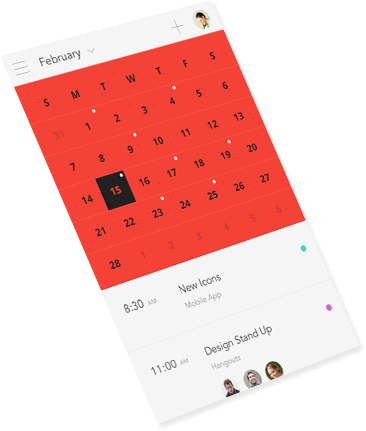 February
S M T W T F S
31 1 2 3 4 5 6
7 8 9 10 11 12 13
14 15 16 17 18 19 20
21 22 23 24 25 26 27
28 1 2 3 4 5 6
8:30 AM New Icons
Mobile App
11:00 AM Design Stand Up
Hangouts